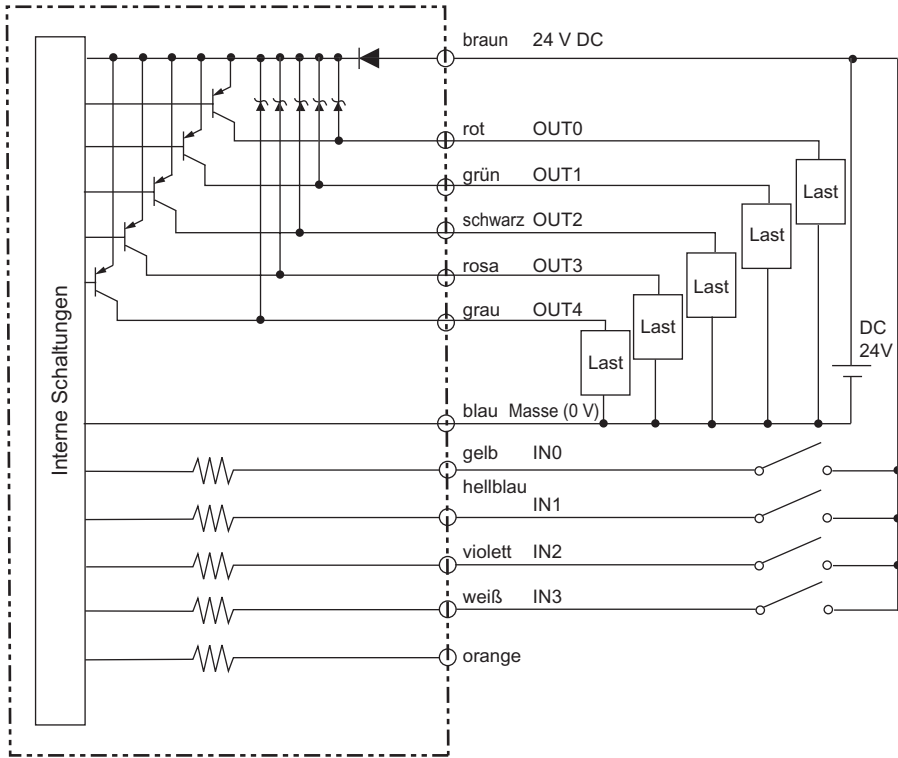 braun 24 V DC
rot OUT0
grün OUT1
schwarz OUT2
rosa OUT3
grau OUT4
Last
Last
Last
Last
Last
DC
24V
Interne Schaltungen
blau Masse (0 V)
gelb IN0
hellblau
IN1
violett IN2
weiß IN3
orange